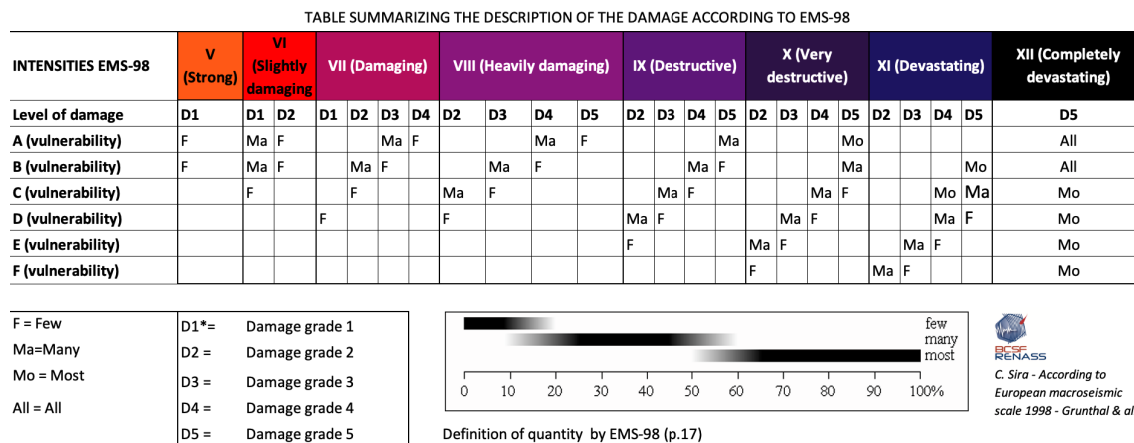 TABLE SUMMARIZING THE DESCRIPTION OF THE DAMAGE ACCORDING TO EMS-98
INTENSITIES EMS-98 V (Strong) VI (Slightly damaging VII (Damaging) VIII (Heavily damaging) IX (Destructive) X (Very destructive) XI (Devastating) XII (Completely devastating)
Level of damage D1 D1 D2 D1 D2 D3 D4 D2 D3 D4 D5 D2 D3 D4 D5 D2 D3 D4 D5 D2 D3 D4 D5 D5
A (vulnerability) F Ma F Ma F Ma F Ma Mo All
B (vulnerability) F Ma F Ma F Ma F Ma F Ma Mo All
C (vulnerability) F F Ma F Ma F Ma F Mo Ma Mo
D (vulnerability) F F Ma F Ma F Ma F Mo
E (vulnerability) F Ma F Ma F Mo
F (vulnerability) F Ma F Mo
F = Few
Ma=Many
Mo = Most
All = All
D1*= Damage grade 1
D2 = Damage grade 2
D3 = Damage grade 3
D4 = Damage grade 4
D5 = Damage grade 5
few
many
most
0 10 20 30 40 50 60 70 80 90 100%
Definition of quantity by EMS-98 (p.17)
BCSF
RENASS
C. Sira - According to
European macroseismic
scale 1998 - Grunthal & al